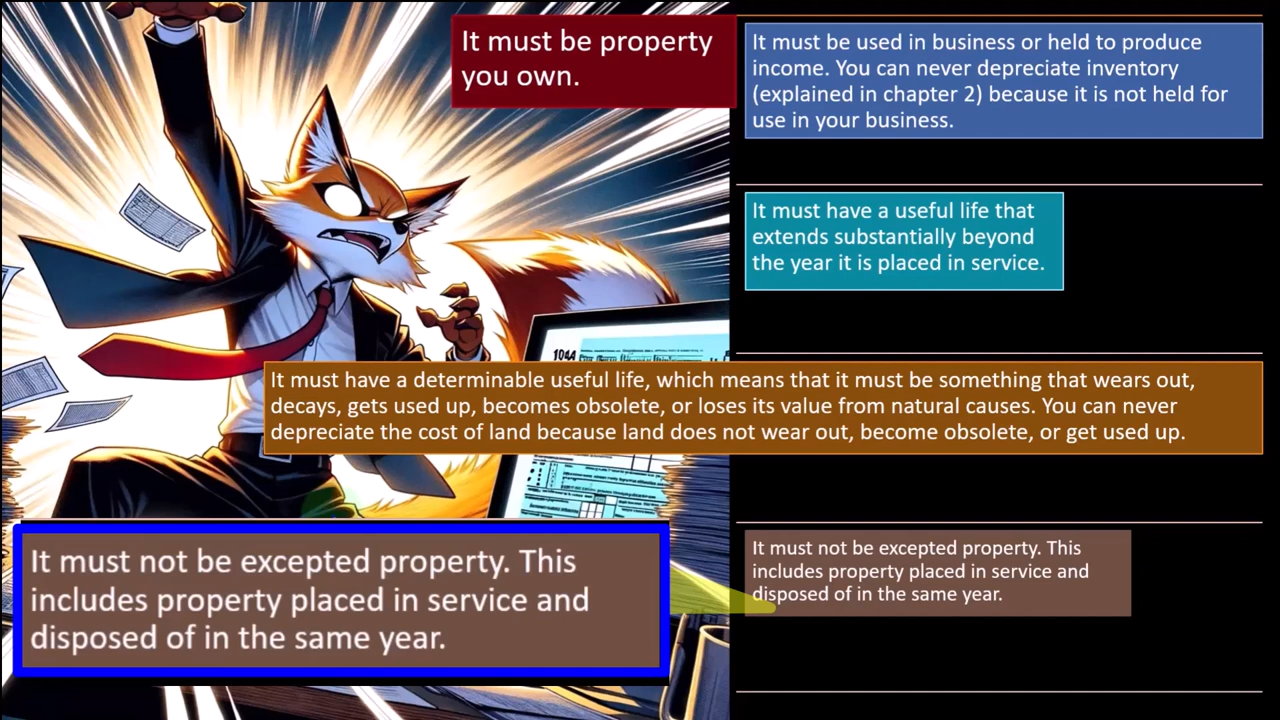 It must be property
you own.
It must be used in business or held to produce
income. You can never depreciate inventory
(explained in chapter 2) because it is not held for
use in your business.
It must have a useful life that
extends substantially beyond
the year it is placed in service.
1044
It must have a determinable useful life, which means that it must be something that wears out,
decays, gets used up, becomes obsolete, or loses its value from natural causes. You can never
depreciate the cost of land because land does not wear out, become obsolete, or get used up.
It must not be excepted property. This
includes property placed in service and
disposed of in the same year.
It must not be excepted property. This
includes property placed in service and
disposed of in the same year.